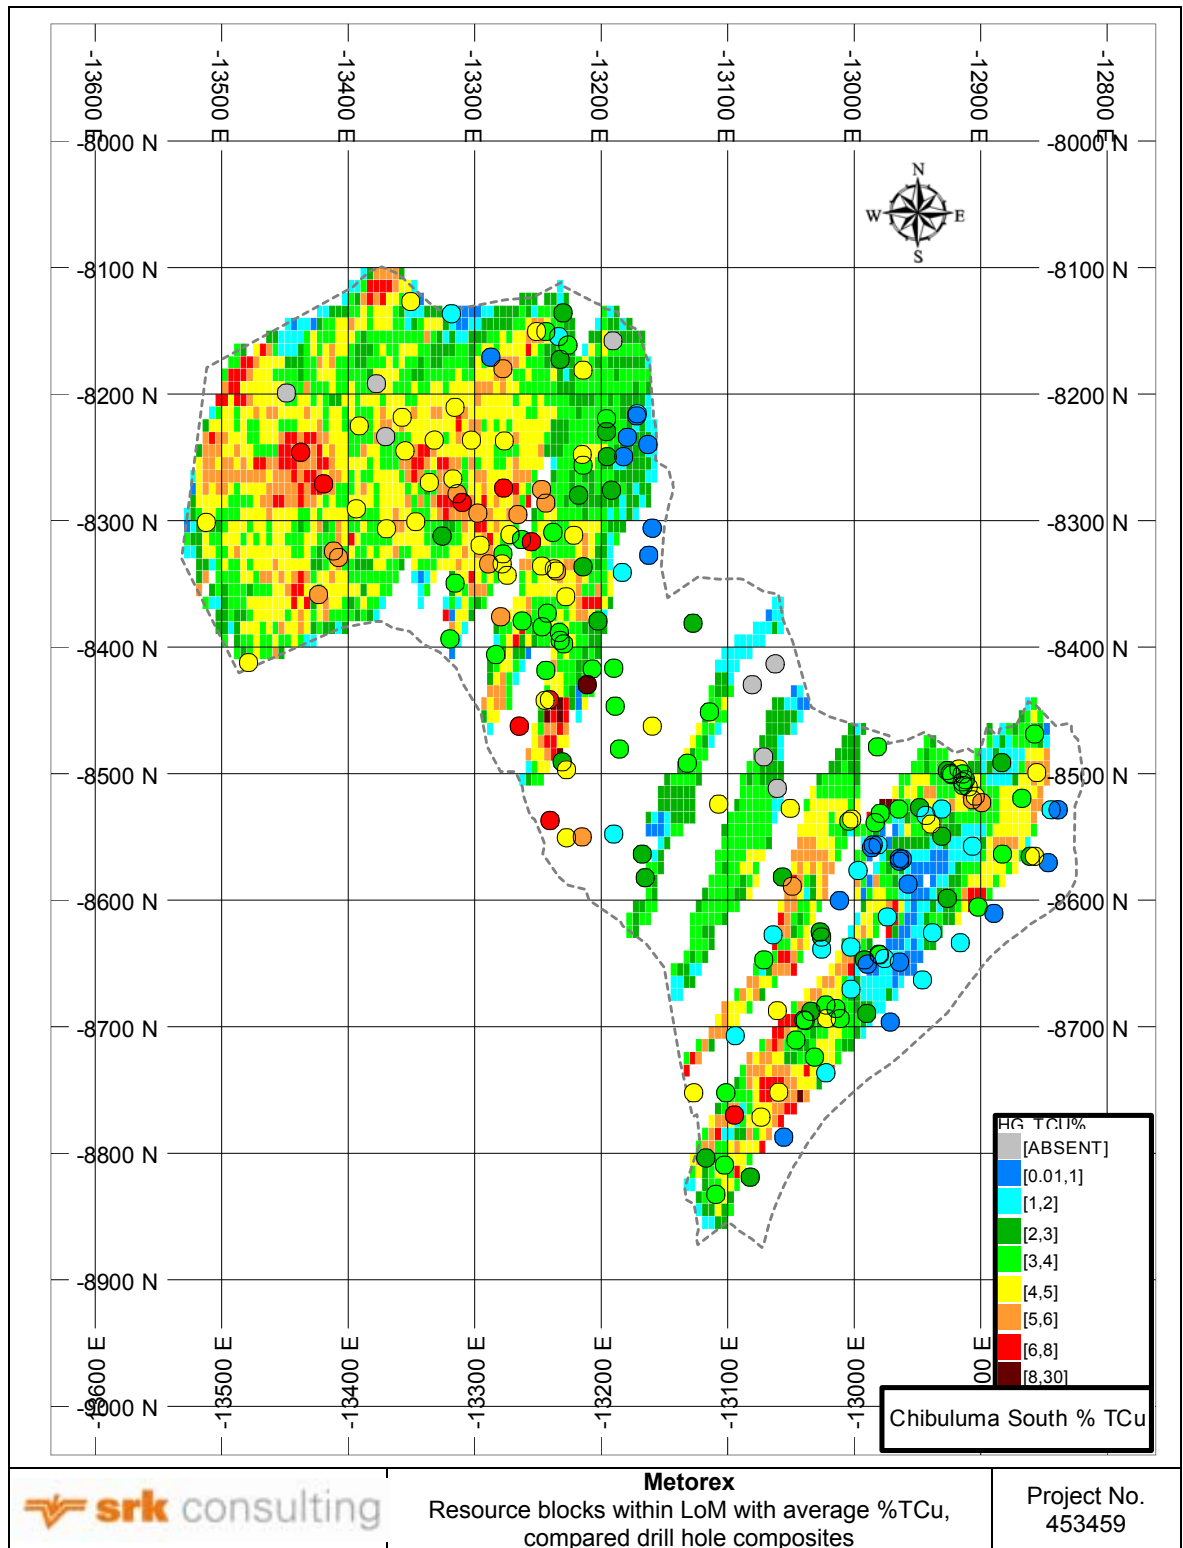 -13600 E
-13500 E
-13400 E
-13300 E
-13200 E
-13100 E
-13000 E
-12900 E
-12800 E
-8000 N
-8000 N
N
W
E
S
-8100 N
-8100 N
-8200 N
-8200 N
-8300 N
-8300 N
-8400 N
-8400 N
-8500 N
-8500 N
-8600 N
-8600 N
-8700 N
-8700 N
-8800 N
-8900 N
-9000 N
HG_TCU%
[ABSENT]
[0.01,1]
[1,2]
[2,3]
[3,4]
[4,5]
[5,6]
[6,8]
[8,30]
-13600 E
-13500 E
-13400 E
-13300 E
-13200 E
-13100 E
-13000 E
Chibuluma South % TCu
srk consulting
Metorex
Resource blocks within LoM with average %TCu,
compared drill hole composites
Project No.
453459